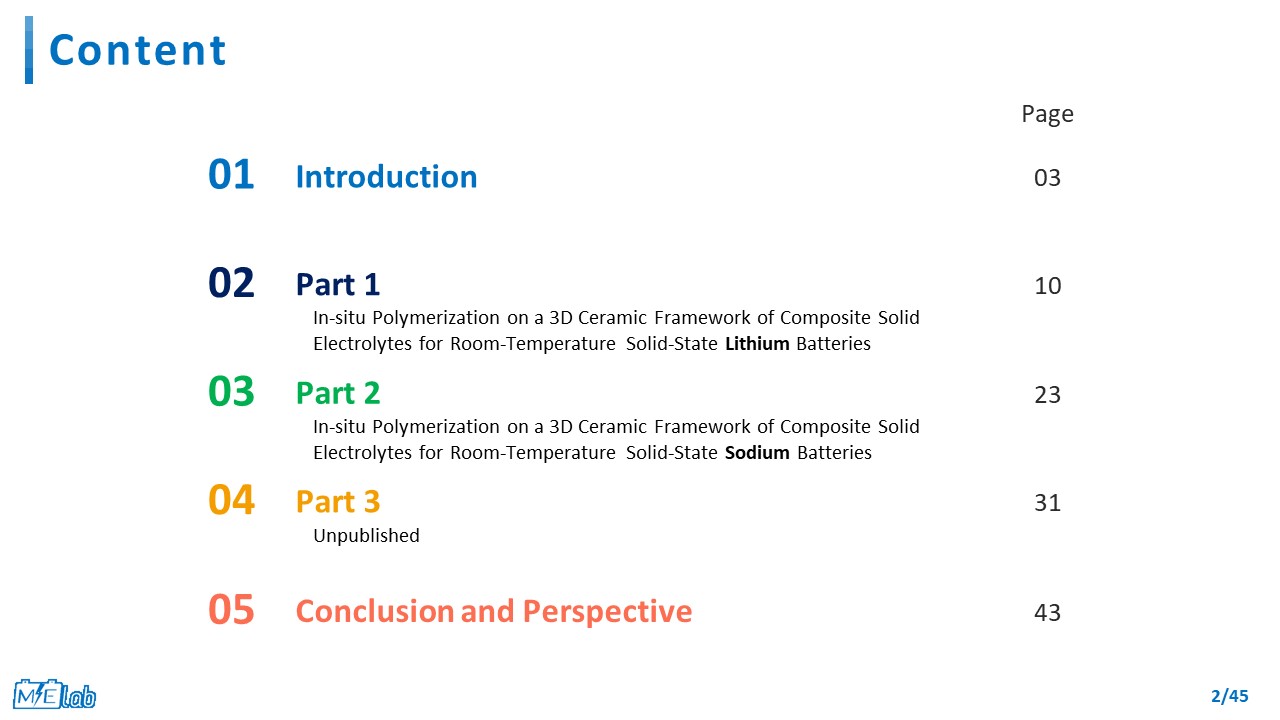 Content
Page
01 Introduction 03
02 Part 1 10
In-situ Polymerization on a 3D Ceramic Framework of Composite Solid
Electrolytes for Room-Temperature Solid-State Lithium Batteries
03 Part 2 23
In-situ Polymerization on a 3D Ceramic Framework of Composite Solid
Electrolytes for Room-Temperature Solid-State Sodium Batteries
04 Part 3 31
Unpublished
05 Conclusion and Perspective 43
M E lab
2/45